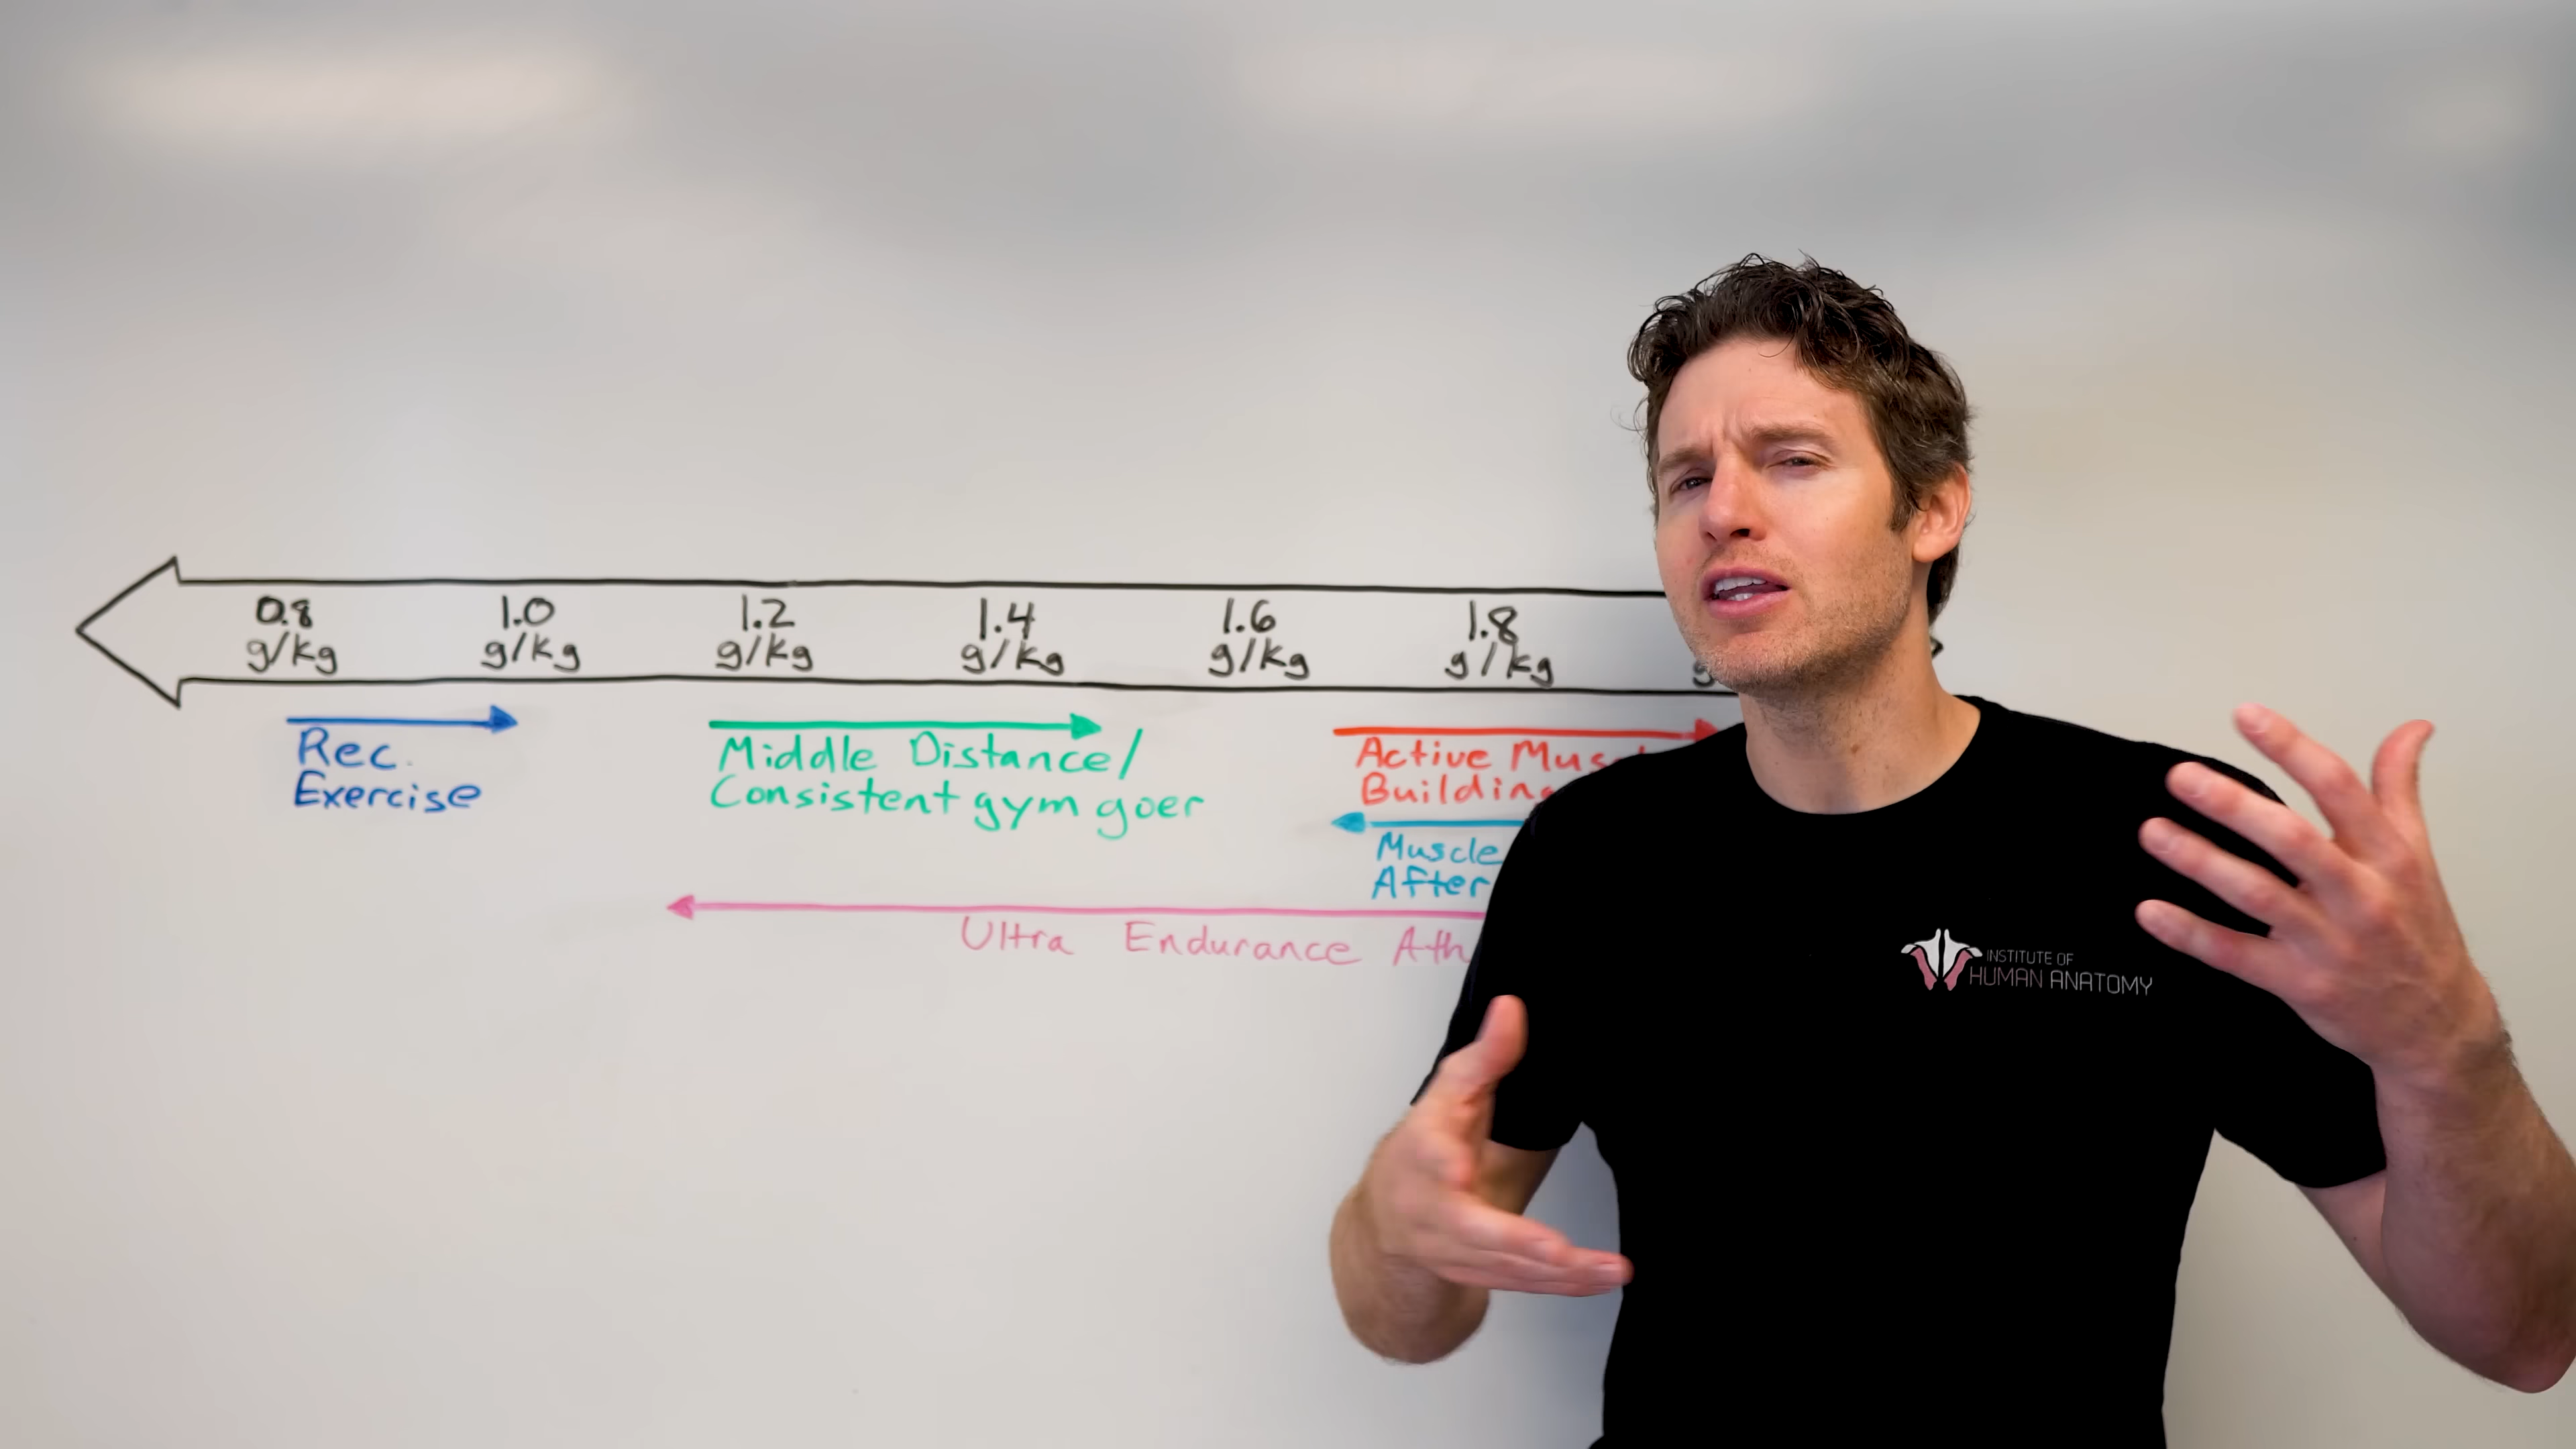 0.8 1.0 1.2 1.4 1.6 1.8
g/kg g/kg g/kg g/kg g/kg g/kg
Rec.
Exercise
Middle Distance/
Consistent gym goer
Active
Building
Muscle
After
Ultra Endurance
INSTITUTE OF
HUMAN ANATOMY